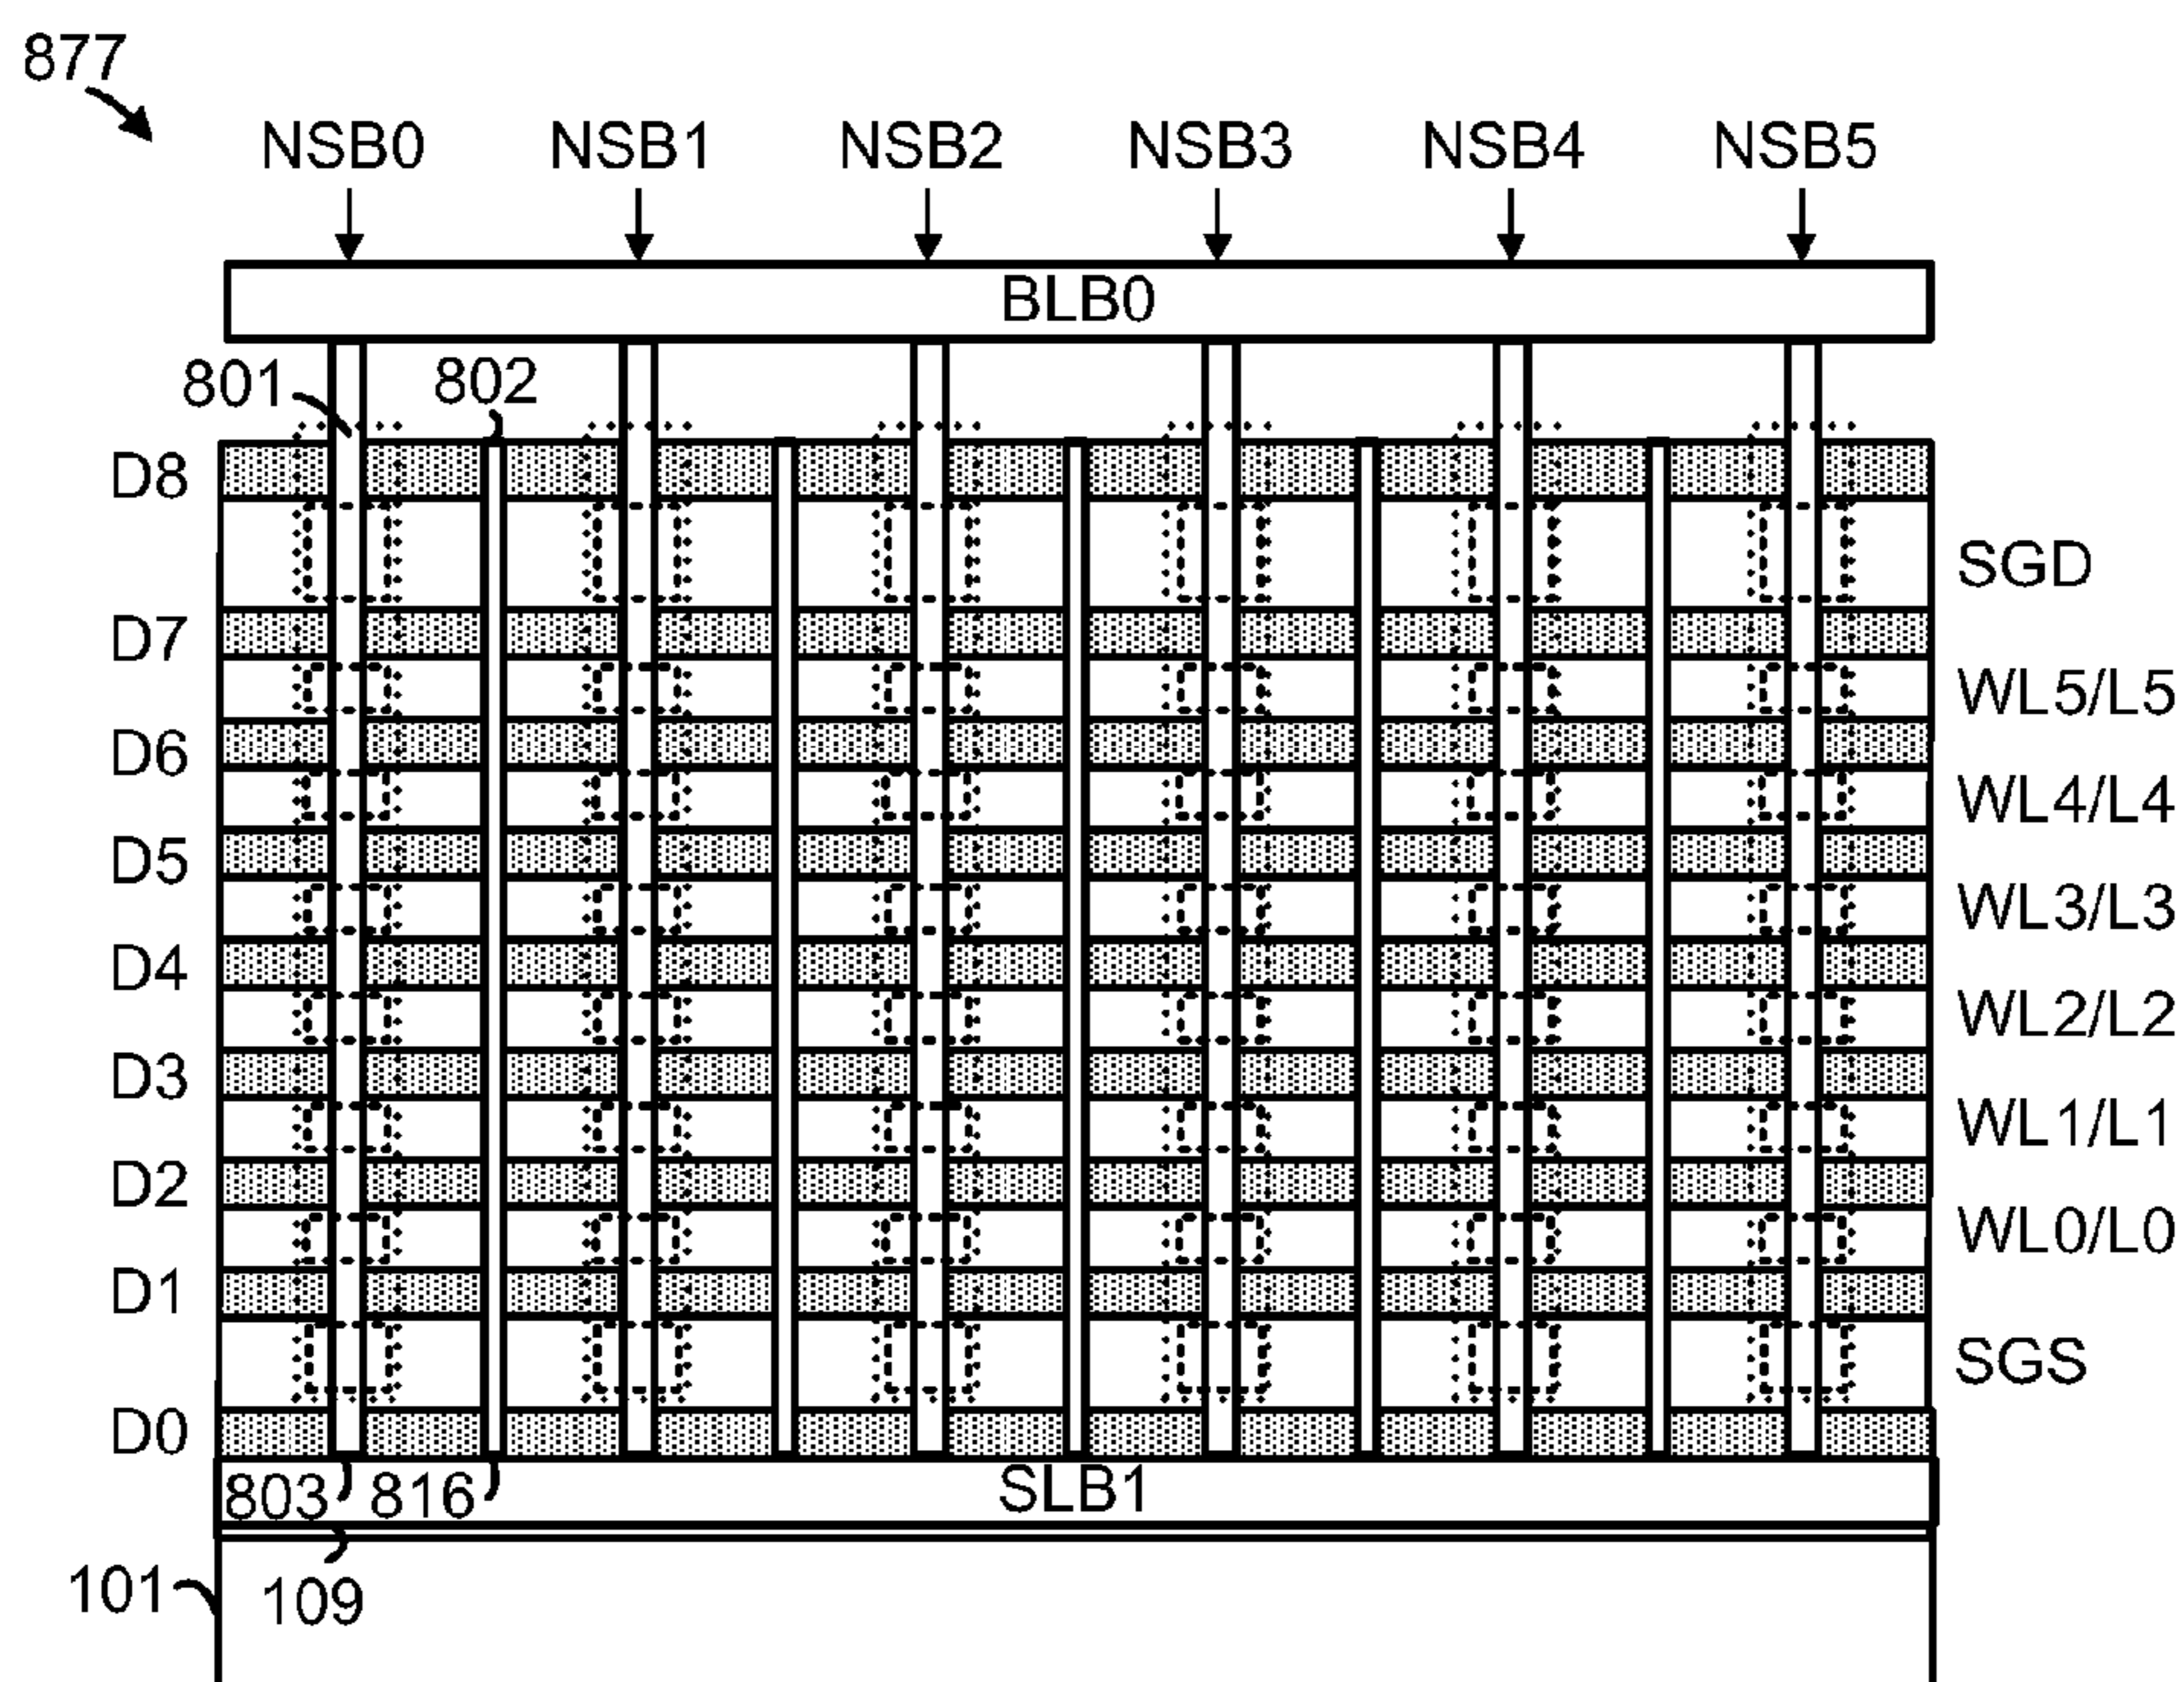 877
NSB0 NSB1 NSB2 NSB3 NSB4 NSB5
BLB0
801 802
D8
SGD
D7
WL5/L5
D6
WL4/L4
D5
WL3/L3
D4
WL2/L2
D3
WL1/L1
D2
WL0/L0
D1
SGS
D0
803 816 SLB1
101 109